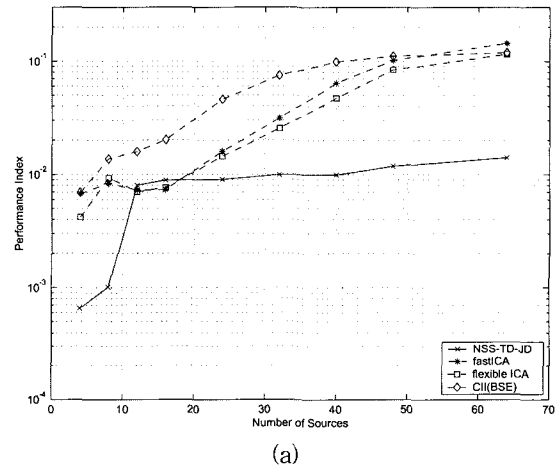 10⁻¹
10⁻²
10⁻³
10⁻⁴
Performance Index
0 10 20 30 40 50 60 70
Number of Sources
NSS-TD-JD
fastICA
flexible ICA
CII(BSE)
(a)